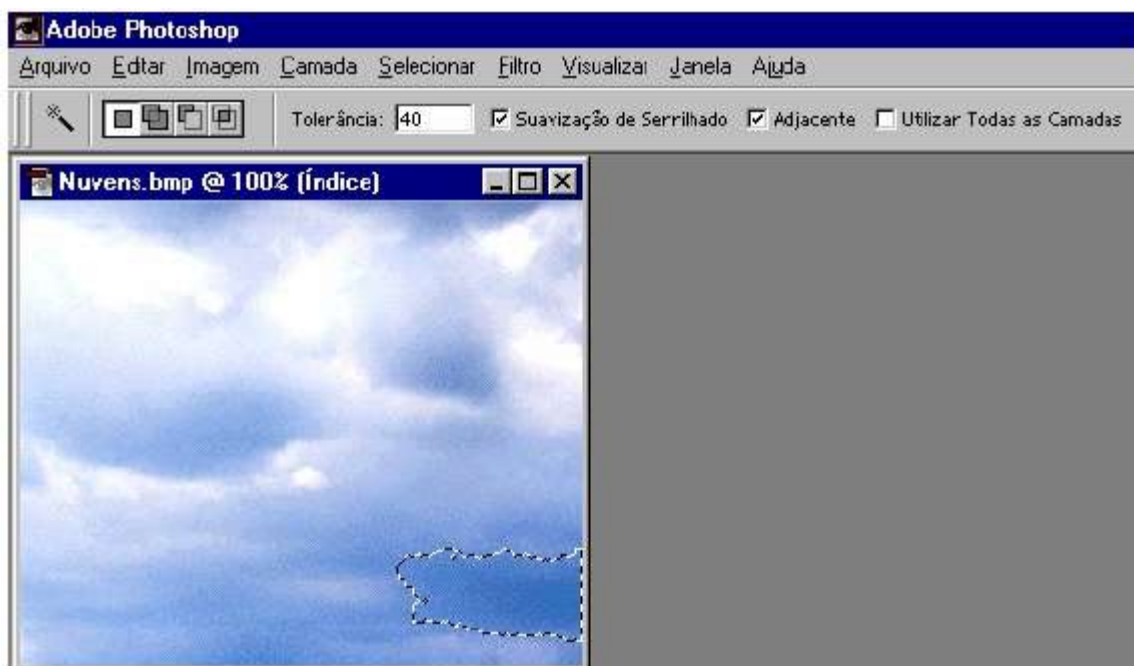 Adobe Photoshop
Arquivo Editar Imagem Camada Selecionar Filtro Visualizar Janela Ajuda
Tolerância: 40 Suavização de Serrilhado Adjacente Utilizar Todas as Camadas
Nuvens.bmp @ 100% (Índice)